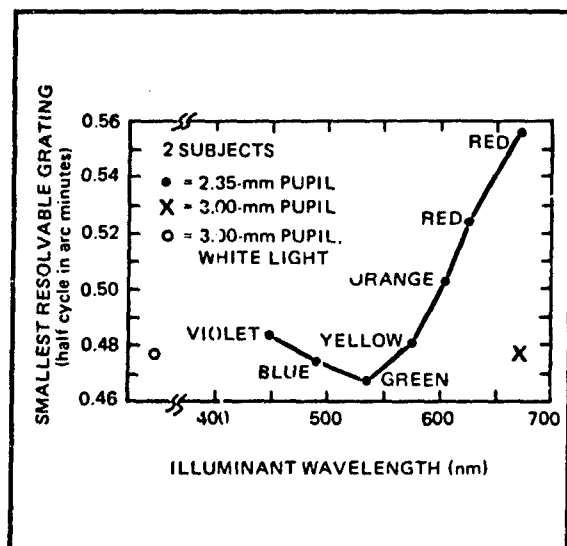 SMALLEST RESOLVABLE GRATING
(half cycle in arc minutes)
0.56
0.54
0.52
0.50
0.48
0.46
2 SUBJECTS
• = 2.35-mm PUPIL
X = 3.00-mm PUPIL
o = 3.00-mm PUPIL,
WHITE LIGHT
RED
RED
ORANGE
YELLOW
GREEN
BLUE
VIOLET
X
400
500
600
700
ILLUMINANT WAVELENGTH (nm)